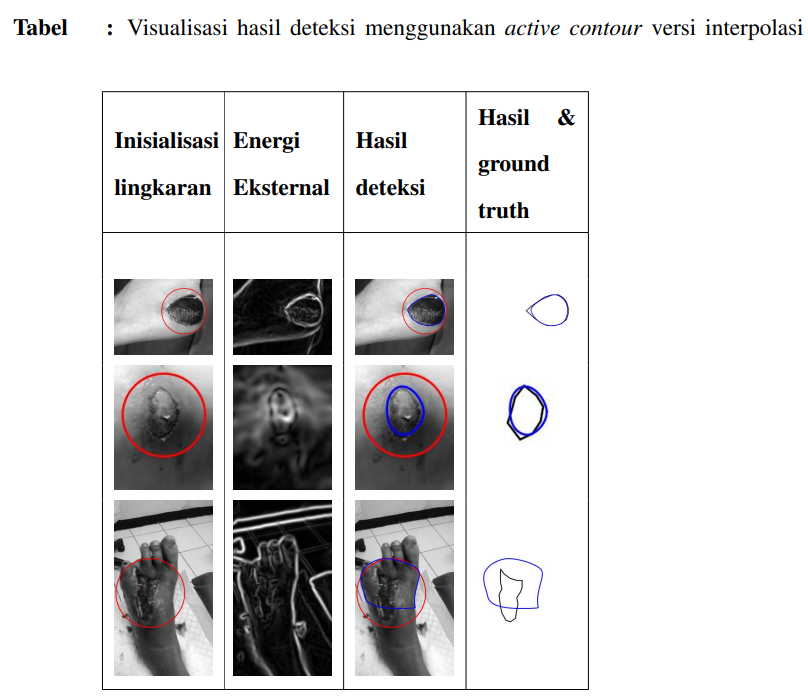 Tabel : Visualisasi hasil deteksi menggunakan active contour versi interpolasi
Inisialisasi lingkaran
Energi Eksternal
Hasil deteksi
Hasil & ground truth